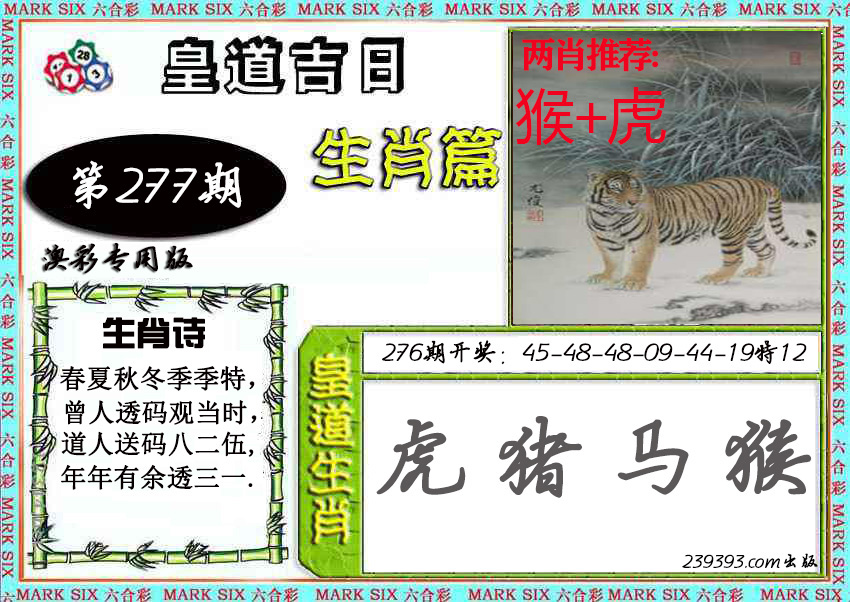 MARK SIX 六合彩 MARK SIX 六合彩 MARK SIX 六合彩 MARK SIX 六合彩 MARK SIX 六合彩 MARK SIX 六合彩
皇道吉日
28
1
3
生肖篇
第277期
澳彩专用版
两肖推荐:
猴+虎
生肖诗
春夏秋冬季季特，
曾人透码观当时，
道人送码八二伍，
年年有余透三一.
皇道生肖
276期开奖：45-48-48-09-44-19特12
虎 猪 马 猴
239393.com出版
MARK SIX 六合彩 MARK SIX 六合彩 MARK SIX 六合彩 MARK SIX 六合彩 MARK SIX 六合彩 MARK SIX 六合彩